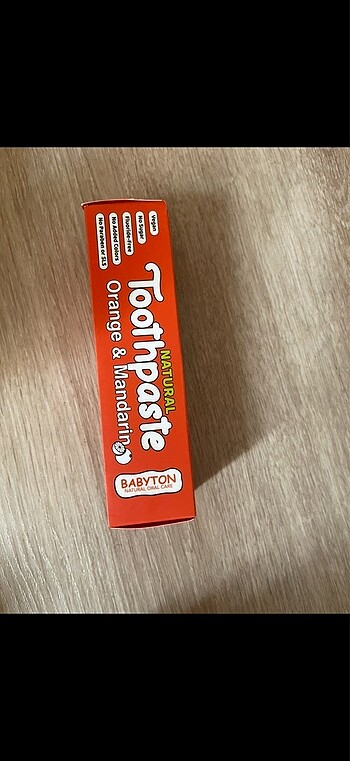 Vegan
No Sugar
Fluoride-Free
No Added Colors
No Paraben or SLS
NATURAL
Toothpaste
Orange & Mandarin
BABYTON
NATURAL ORAL CARE